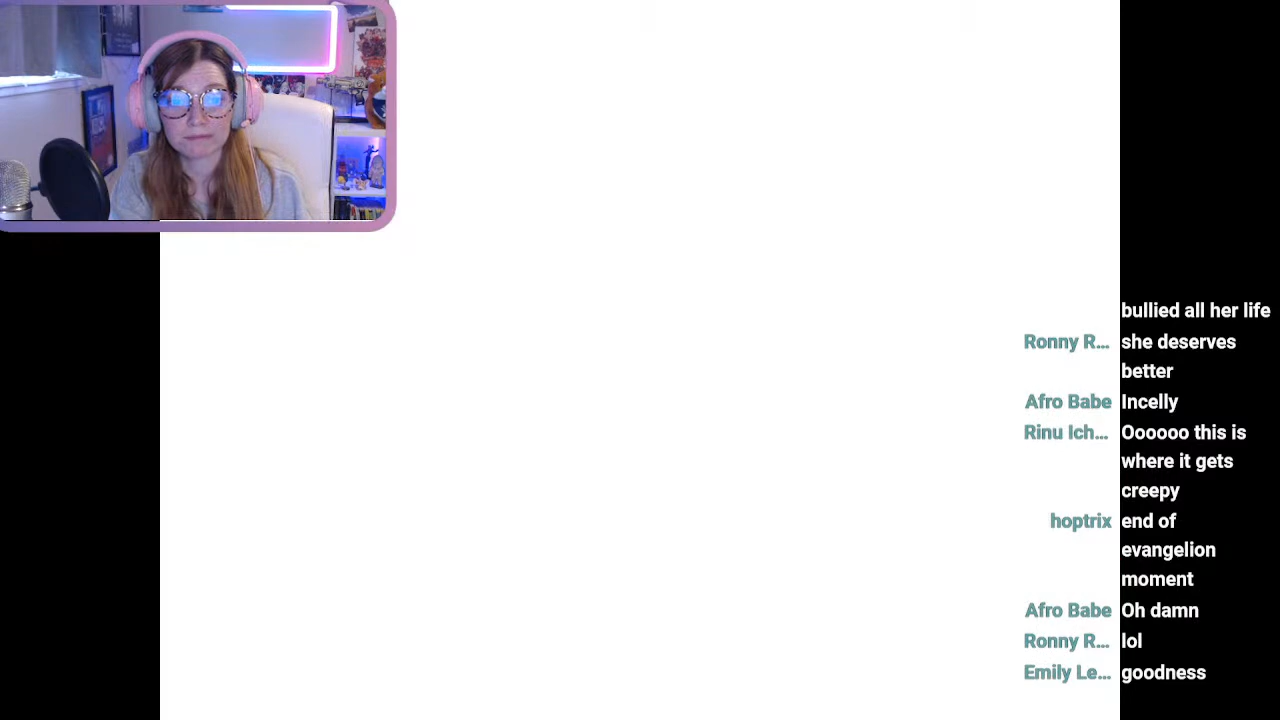 bullied all her life
Ronny R... she deserves
better
Afro Babe Incelly
Rinu Ich... Oooooo this is
where it gets
creepy
hoptrix end of
evangelion
moment
Afro Babe Oh damn
Ronny R... lol
Emily Le... goodness